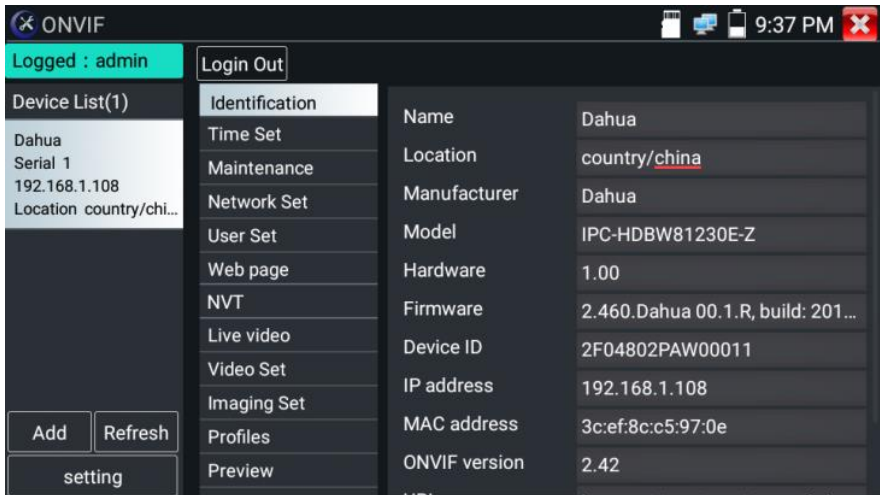 ONVIF
9:37 PM
Logged : admin
Login Out
Device List(1)
Dahua
Serial 1
192.168.1.108
Location country/chi...
Add
Refresh
setting
Identification
Time Set
Maintenance
Network Set
User Set
Web page
NVT
Live video
Video Set
Imaging Set
Profiles
Preview
Name Dahua
Location country/china
Manufacturer Dahua
Model IPC-HDBW81230E-Z
Hardware 1.00
Firmware 2.460.Dahua 00.1.R, build: 201...
Device ID 2F04802PAW00011
IP address 192.168.1.108
MAC address 3c:ef:8c:c5:97:0e
ONVIF version 2.42